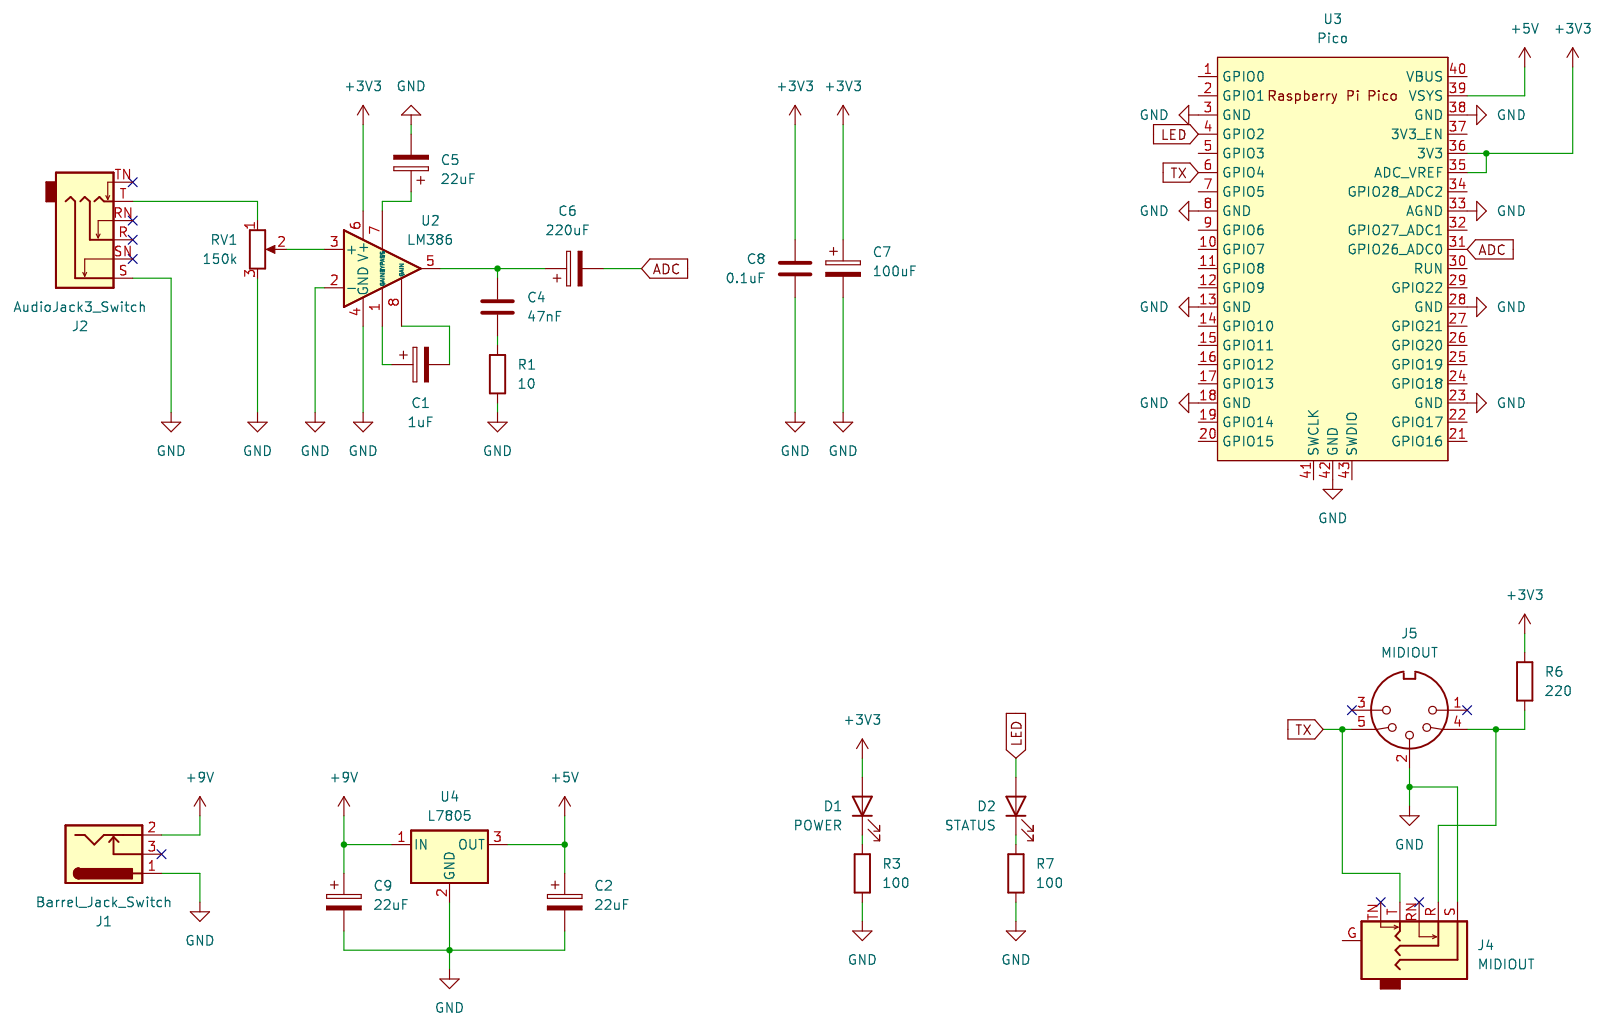 +3V3
GND
C5
22uF
TN
T
RN
R
SN
S
AudioJack3_Switch
J2
GND
RV1
150k
1
2
3
GND
U2
LM386
3
2
6
7
5
4
1
8
+
−
V+
GND
BYPASS
GAIN
GAIN
GND
GND
C1
1uF
C6
220uF
ADC
C4
47nF
R1
10
GND
+3V3
+3V3
C8
0.1uF
C7
100uF
GND
GND
U3
Pico
+5V
+3V3
Raspberry Pi Pico
1 GPIO0
2 GPIO1
GND 3 GND
LED 4 GPIO2
5 GPIO3
TX 6 GPIO4
7 GPIO5
GND 8 GND
9 GPIO6
10 GPIO7
11 GPIO8
12 GPIO9
GND 13 GND
14 GPIO10
15 GPIO11
16 GPIO12
17 GPIO13
GND 18 GND
19 GPIO14
20 GPIO15
VBUS 40
VSYS 39
GND 38 GND
3V3_EN 37
3V3 36
ADC_VREF 35
GPIO28_ADC2 34
AGND 33 GND
GPIO27_ADC1 32
GPIO26_ADC0 31 ADC
RUN 30
GPIO22 29
GND 28 GND
GPIO21 27
GPIO20 26
GPIO19 25
GPIO18 24
GND 23 GND
GPIO17 22
GPIO16 21
SWCLK
GND
SWDIO
41
42
43
GND
+9V
2
3
1
Barrel_Jack_Switch
J1
GND
+9V
U4
L7805
+5V
1
IN
OUT
3
GND
2
C9
22uF
C2
22uF
GND
+3V3
D1
POWER
R3
100
GND
LED
D2
STATUS
R7
100
GND
+3V3
R6
220
J5
MIDIOUT
3
1
5
4
2
TX
GND
TN
T
RN
R
S
G
J4
MIDIOUT